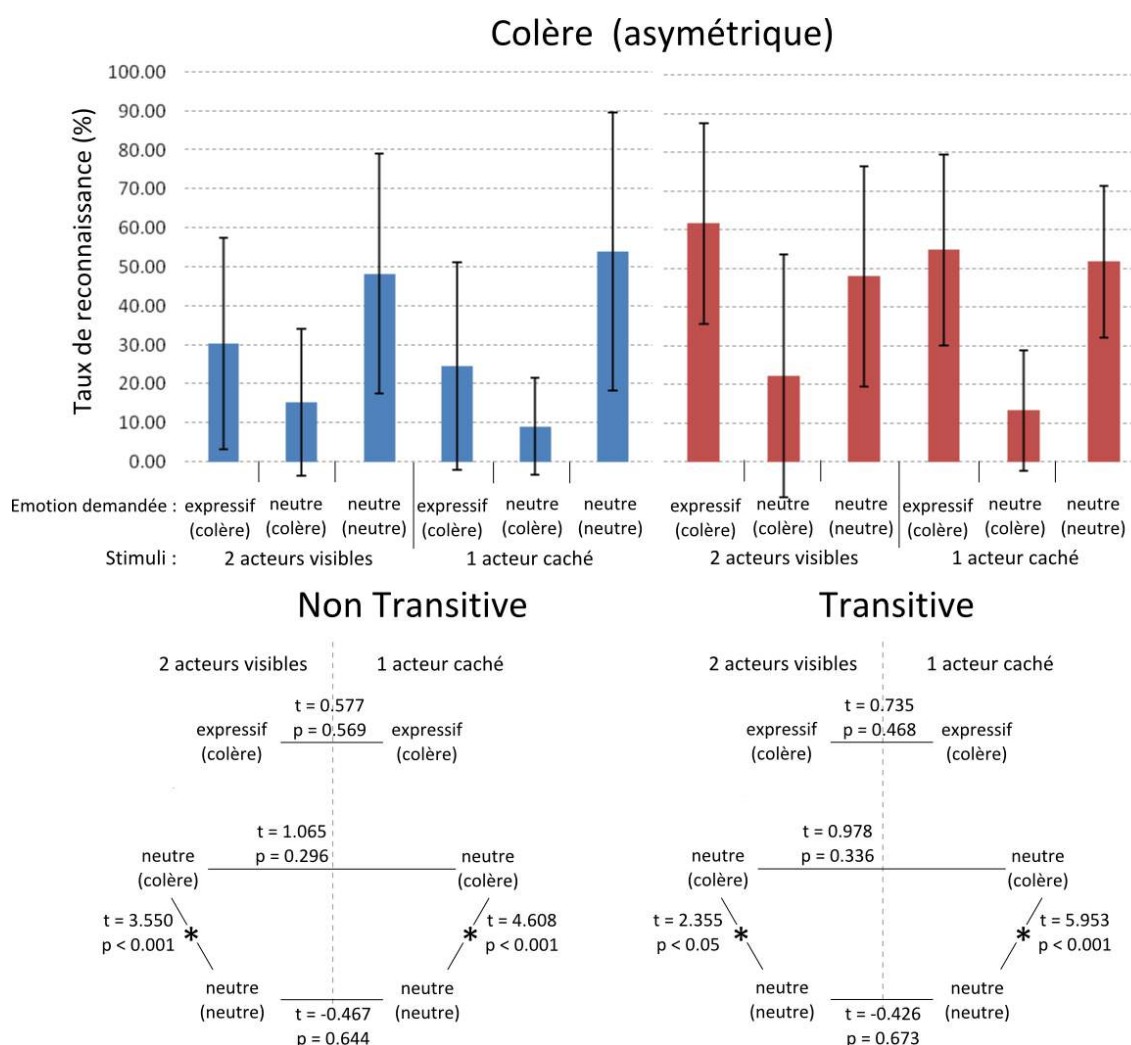 Colère (asymétrique)
Taux de reconnaissance (%)
100.00
90.00
80.00
70.00
60.00
50.00
40.00
30.00
20.00
10.00
0.00
Emotion demandée : expressif neutre neutre expressif neutre neutre expressif neutre neutre expressif neutre neutre
(colère) (colère) (neutre) (colère) (colère) (neutre) (colère) (colère) (neutre) (colère) (colère) (neutre)
Stimuli : 2 acteurs visibles 1 acteur caché 2 acteurs visibles 1 acteur caché
Non Transitive Transitive
2 acteurs visibles 1 acteur caché 2 acteurs visibles 1 acteur caché
t = 0.577 t = 0.735
expressif p = 0.569 expressif expressif p = 0.468 expressif
(colère) (colère) (colère) (colère)
t = 1.065 t = 0.978
neutre p = 0.296 neutre neutre p = 0.336 neutre
(colère) (colère) (colère) (colère)
t = 3.550 t = 4.608 t = 2.355 t = 5.953
p < 0.001 * * p < 0.001 p < 0.05 * * p < 0.001
neutre neutre neutre neutre
(neutre) (neutre) (neutre) (neutre)
t = -0.467 t = -0.426
p = 0.644 p = 0.673